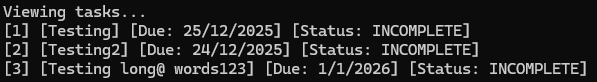 Viewing tasks...
[1] [Testing] [Due: 25/12/2025] [Status: INCOMPLETE]
[2] [Testing2] [Due: 24/12/2025] [Status: INCOMPLETE]
[3] [Testing long@ words123] [Due: 1/1/2026] [Status: INCOMPLETE]